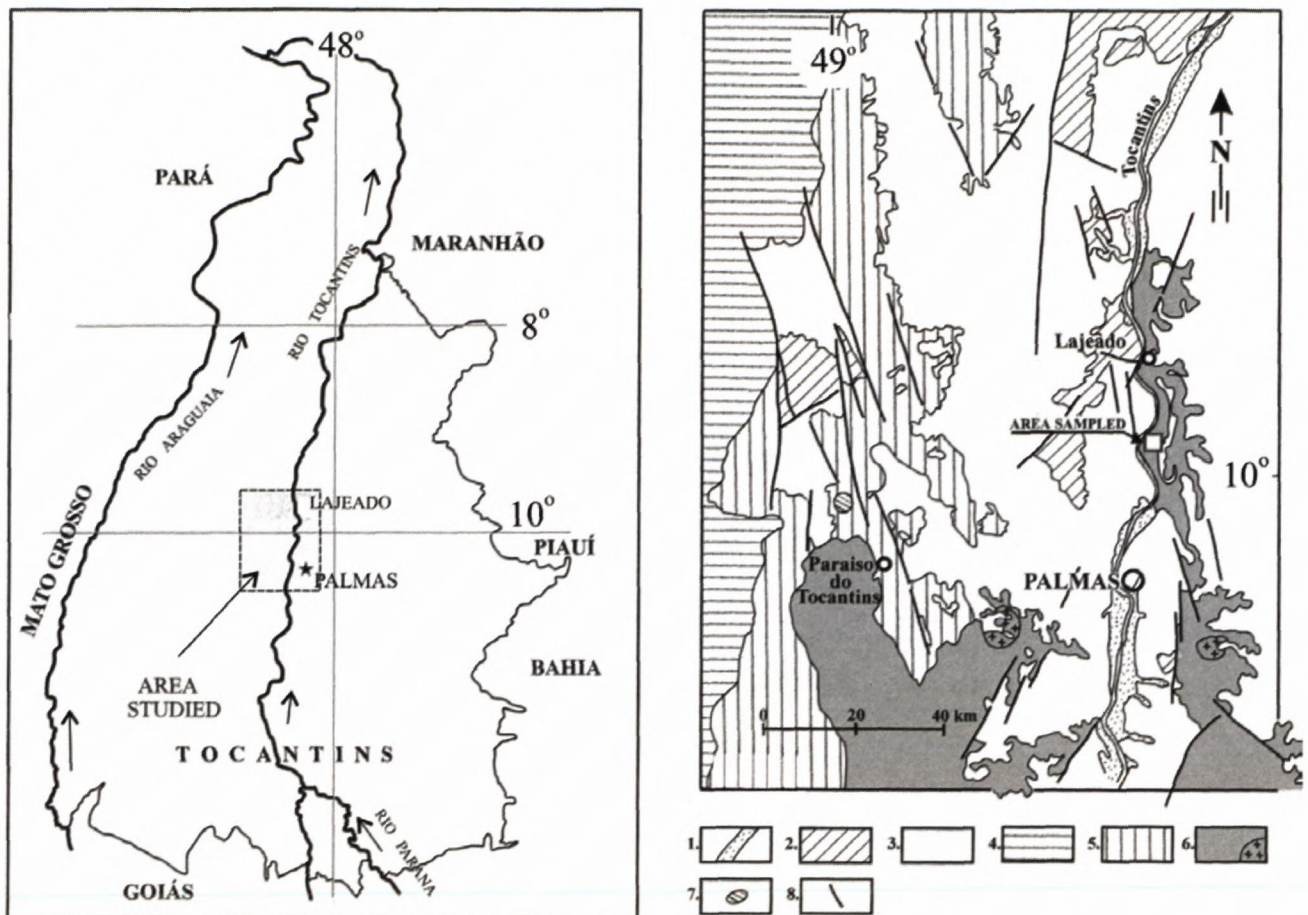 48°
PARÁ
MARANHÃO
RIO TOCANTINS
8°
RIO ARAGUAIA
MATO GROSSO
LAJEADO
10°
PIAUÍ
PALMAS
AREA
STUDIED
BAHIA
TOCANTINS
RIO PARANA
GOIÁS
49°
Tocantins
N
Lajeado
AREA SAMPLED
10°
Paraiso
do
Tocantins
PALMAS
0 20 40 km
1. 2. 3. 4. 5. 6.
7. 8.